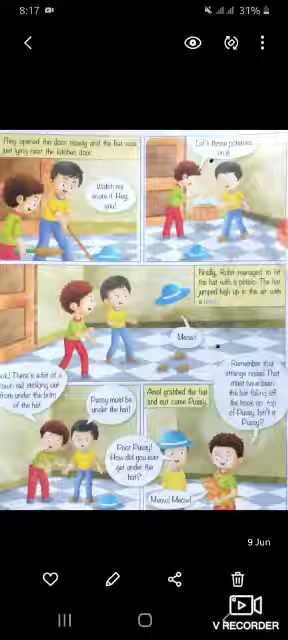 8:17
31%
They opened the door slowly and the hat was
just lying near the kitchen door.
Let's throw potatoes
on it.
Watch me
scare it. Hey,
you!
Finally, Rohit managed to hit
the hat with a potato. The hat
jumped high up in the air with
a
Meow!
Look! There's a bit of a
brown tail sticking out
from under the brim
of the hat.
Pussy must be
under the hat!
Poor Pussy!
How did you ever
get under the
hat?
Amol grabbed the hat
and out came Pussy.
Remember that
strange noise? That
must have been
the hat falling off
the hook on top
of Pussy. Isn't it
Pussy?
Meow! Meow!
9 Jun
V RECORDER